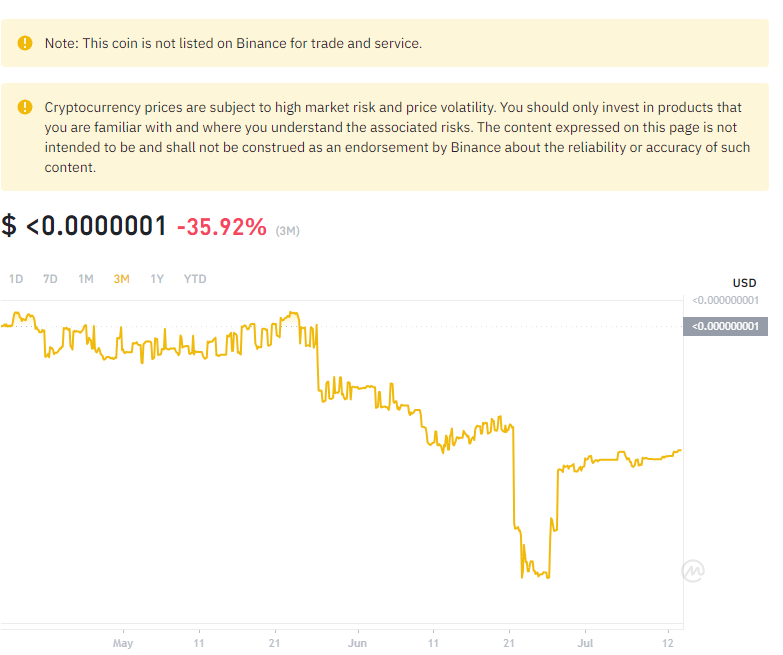 Note: This coin is not listed on Binance for trade and service.
Cryptocurrency prices are subject to high market risk and price volatility. You should only invest in products that
you are familiar with and where you understand the associated risks. The content expressed on this page is not
intended to be and shall not be construed as an endorsement by Binance about the reliability or accuracy of such
content.
$ <0.0000001 -35.92% (3M)
1D 7D 1M 3M 1Y YTD
USD
<0.000000001
<0.000000001
May 11 21 Jun 11 21 Jul 12